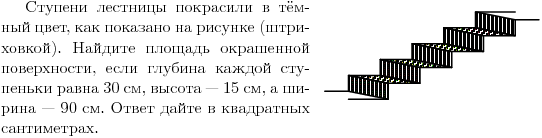 Ступени лестницы покрасили в тём-
ный цвет, как показано на рисунке (штри-
ховкой). Найдите площадь окрашенной
поверхности, если глубина каждой сту-
пеньки равна 30 см, высота — 15 см, а ши-
рина — 90 см. Ответ дайте в квадратных
сантиметрах.